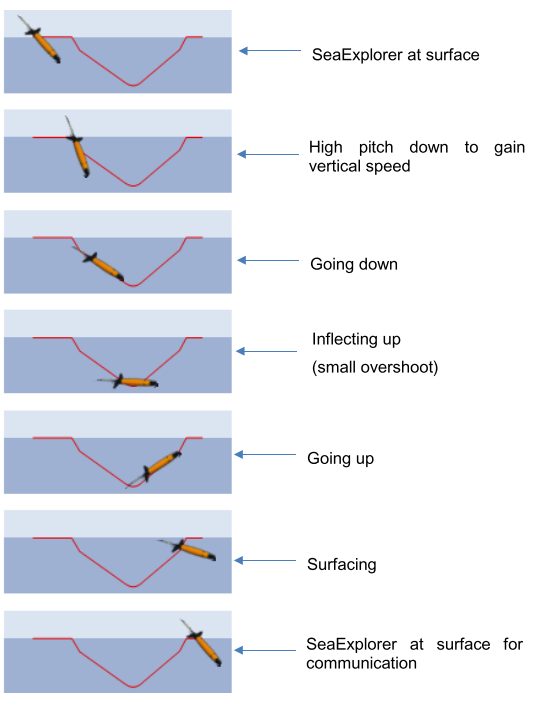 SeaExplorer at surface
High pitch down to gain
vertical speed
Going down
Inflecting up
(small overshoot)
Going up
Surfacing
SeaExplorer at surface for
communication